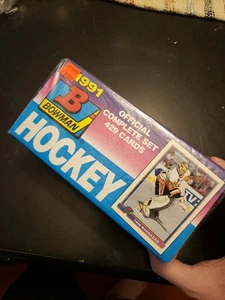 1991
B
BOWMAN
HOCKEY
OFFICIAL
COMPLETE SET
429 CARDS